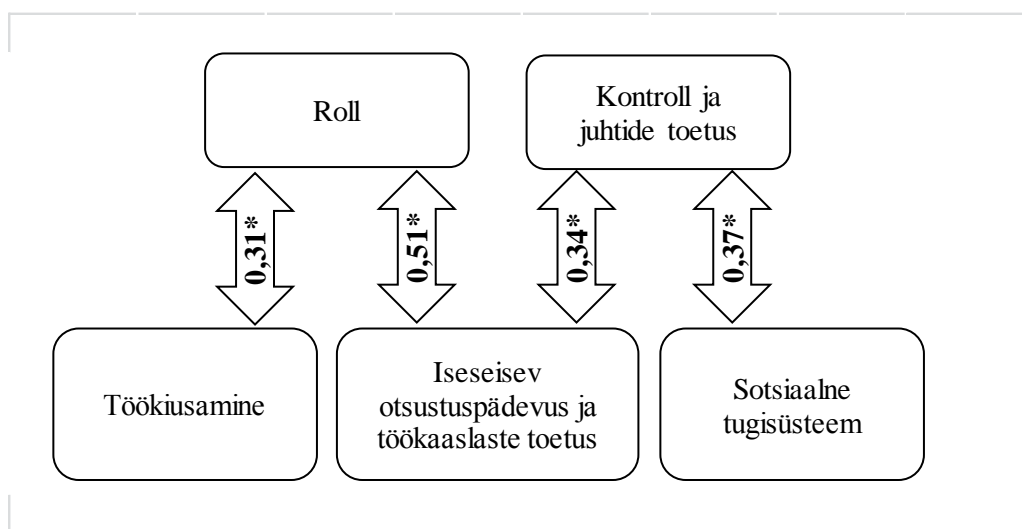 Roll
Kontroll ja
juhtide toetus
0,31*
0,51*
0,34*
0,37*
Töökiusamine
Iseseisev
otsustuspädevus ja
töökaaslaste toetus
Sotsiaalne
tugisüsteem